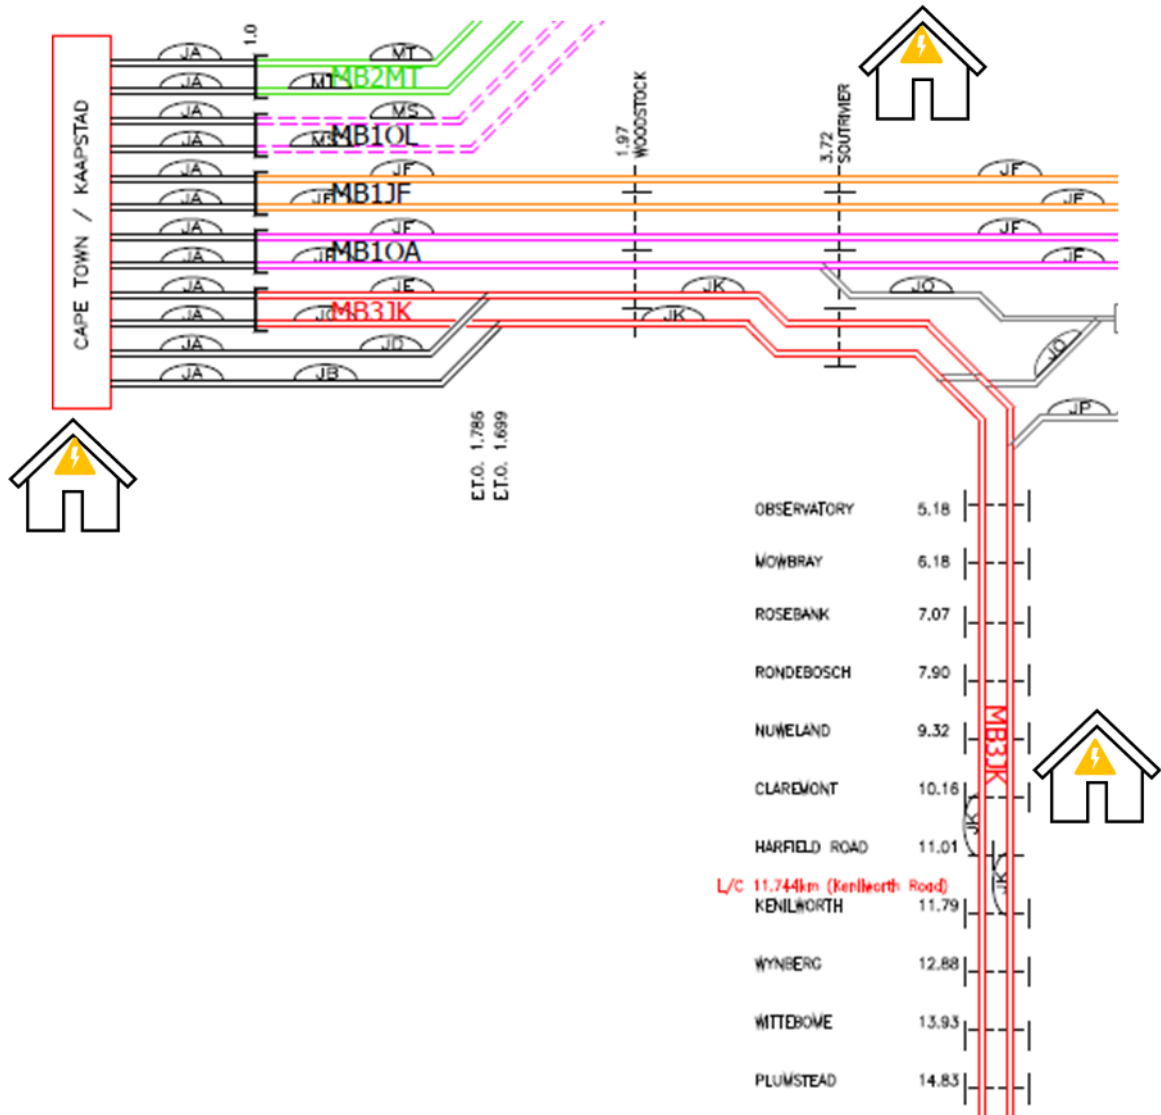 CAPE TOWN / KAAPSTAD
1.0
JA
MT
JA
MT
MB2MT
JA
MS
JA
MS
MB1OL
JA
JF
JF
JA
JF
MB1JF
JF
JA
JF
JF
JA
MB1OA
JF
JA
JE
JK
JO
JA
MB3JK
JK
JA
JD
JO
JA
JB
JP
1.97
WOODSTOCK
3.72
SOUTRIVIER
E.T.O. 1.786
E.T.O. 1.699
OBSERVATORY 5.18
MOWBRAY 6.18
ROSEBANK 7.07
RONDEBOSCH 7.90
NUWELAND 9.32
MB3JK
CLAREMONT 10.16
JK
HARFIELD ROAD 11.01
JK
L/C 11.744km (Kenilworth Road)
KENILWORTH 11.79
WYNBERG 12.88
WITTEBOME 13.93
PLUMSTEAD 14.83